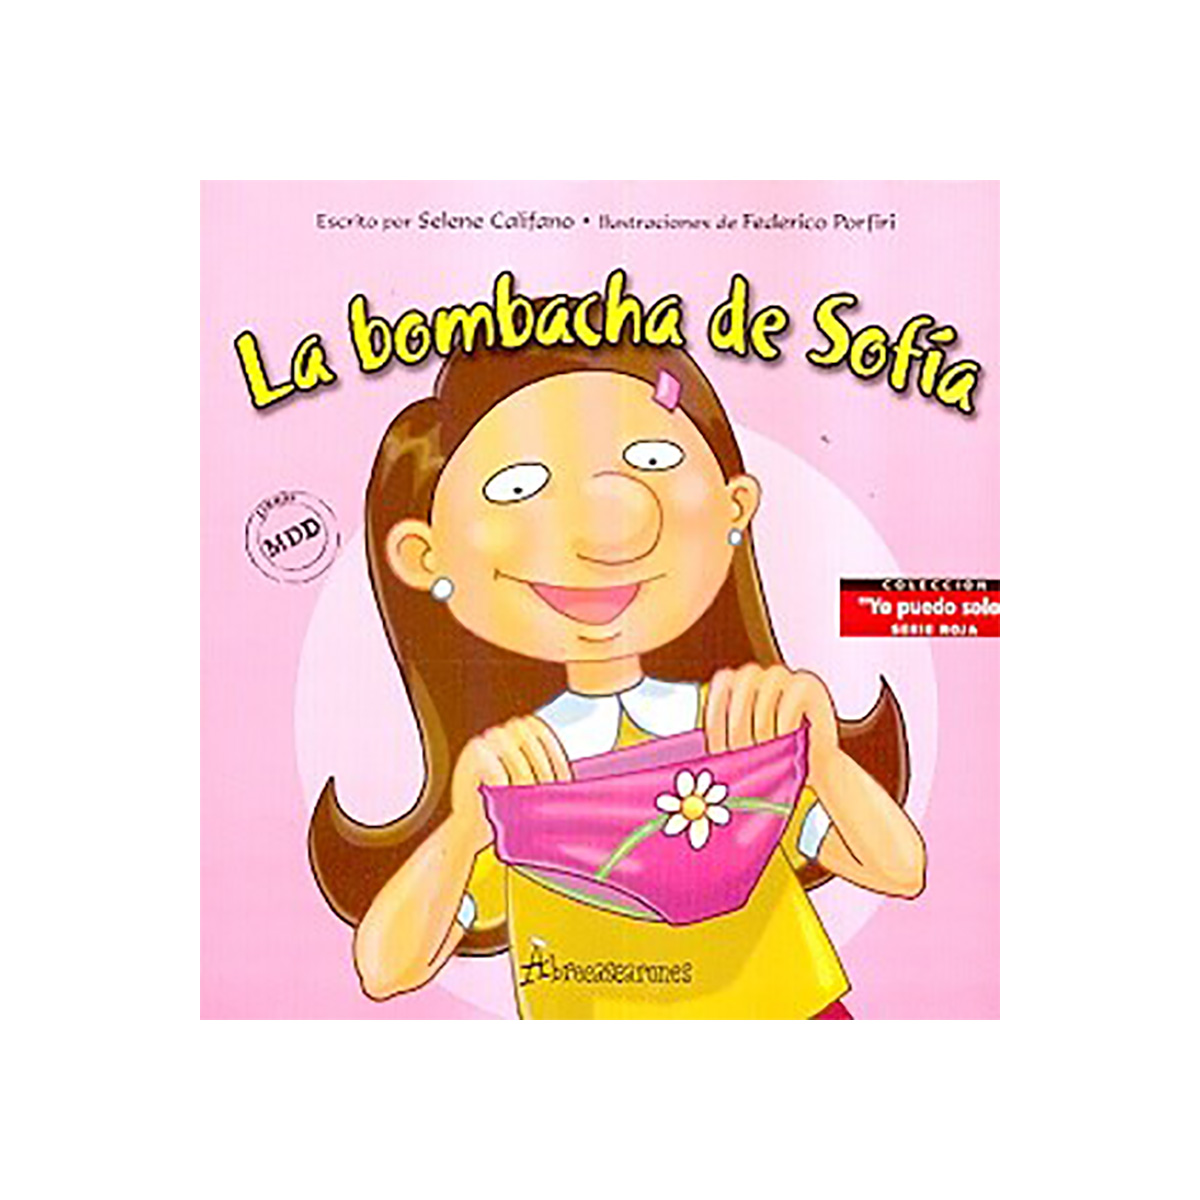 Escrito por Selene Califano • Ilustraciones de Federico Porfiri
La bombacha de Sofía
MDD
COLECCIÓN
"Yo puedo solo
SERIE ROJA
Abrecascarones